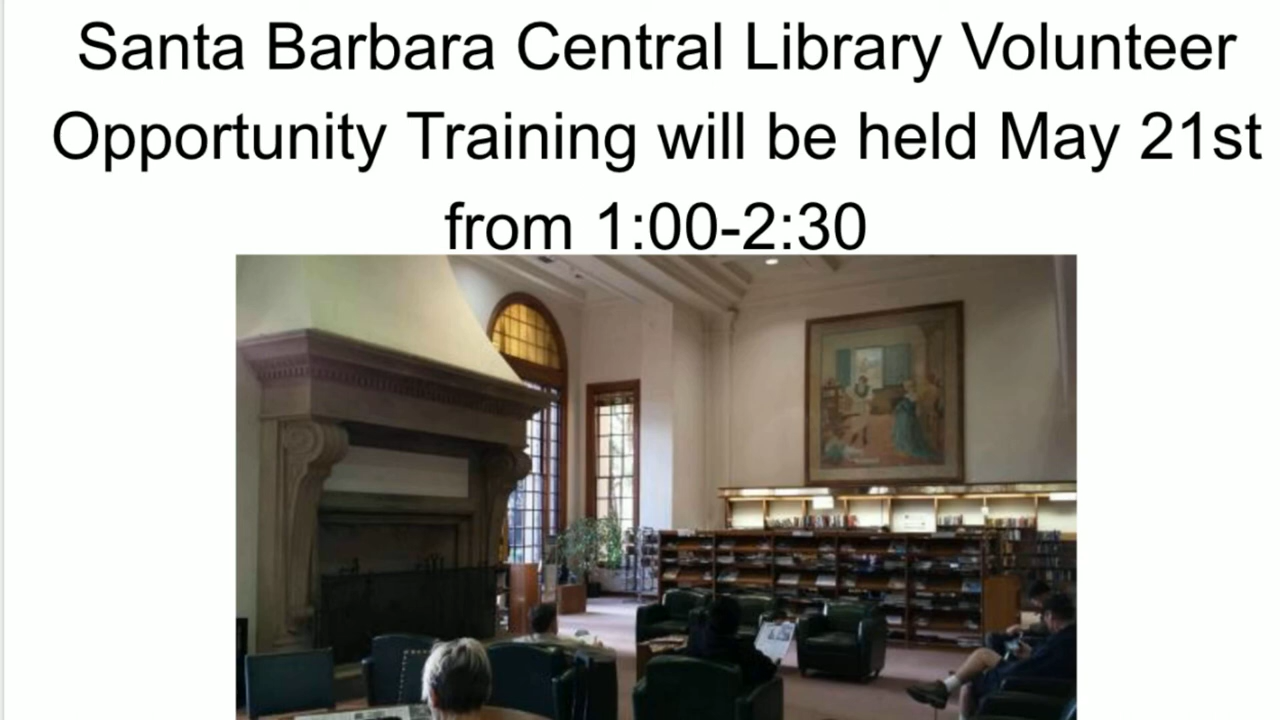 Santa Barbara Central Library Volunteer
Opportunity Training will be held May 21st
from 1:00-2:30